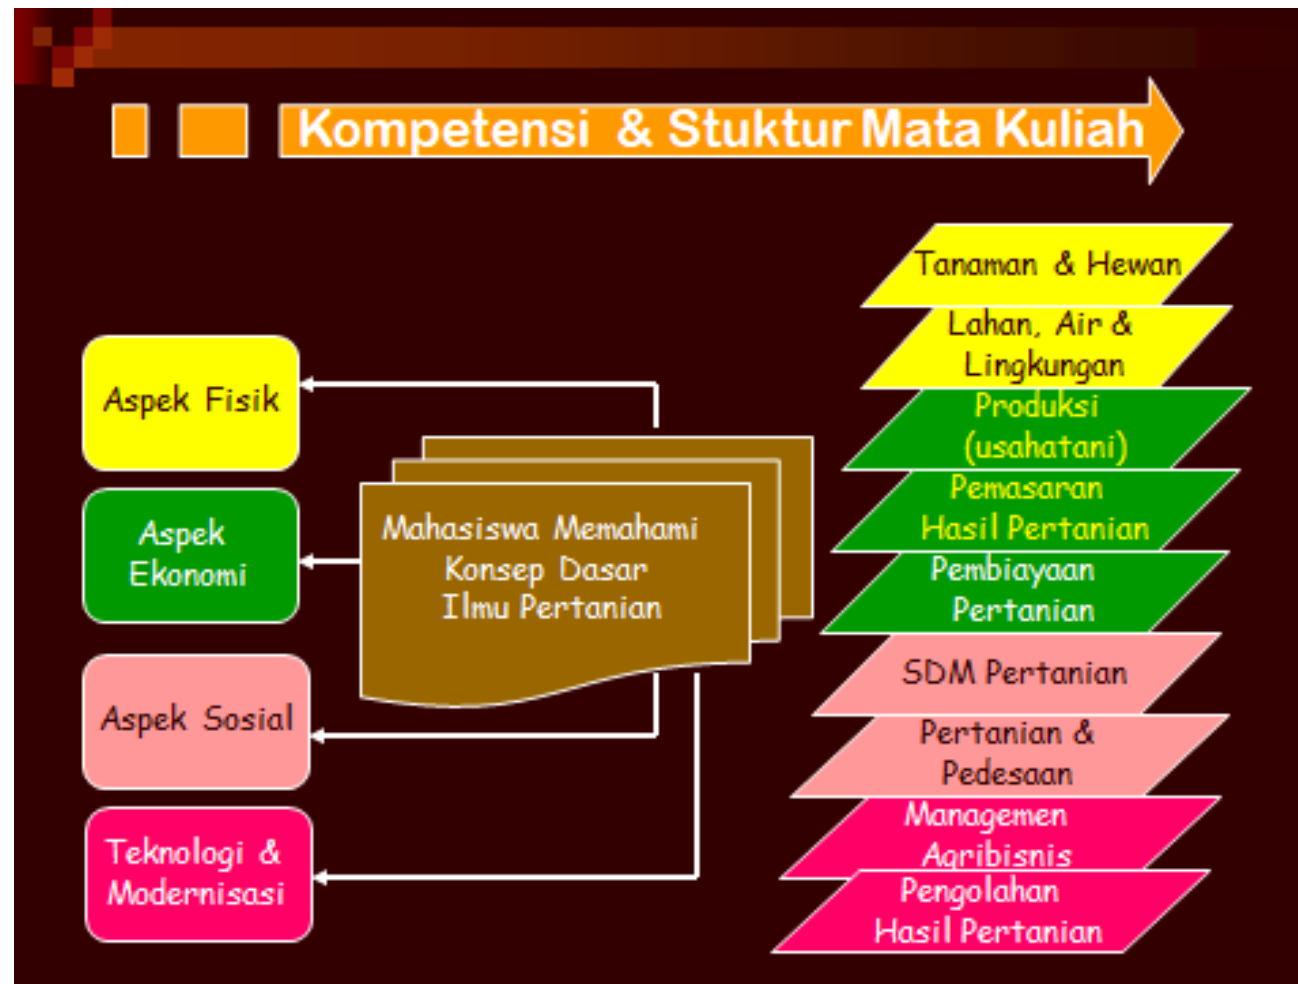 Kompetensi & Stuktur Mata Kuliah
Aspek Fisik
Aspek
Ekonomi
Aspek Sosial
Teknologi &
Modernisasi
Mahasiswa Memahami
Konsep Dasar
Ilmu Pertanian
Tanaman & Hewan
Lahan, Air &
Lingkungan
Produksi
(usahatani)
Pemasaran
Hasil Pertanian
Pembiayaan
Pertanian
SDM Pertanian
Pertanian &
Pedesaan
Managemen
Agribisnis
Pengolahan
Hasil Pertanian